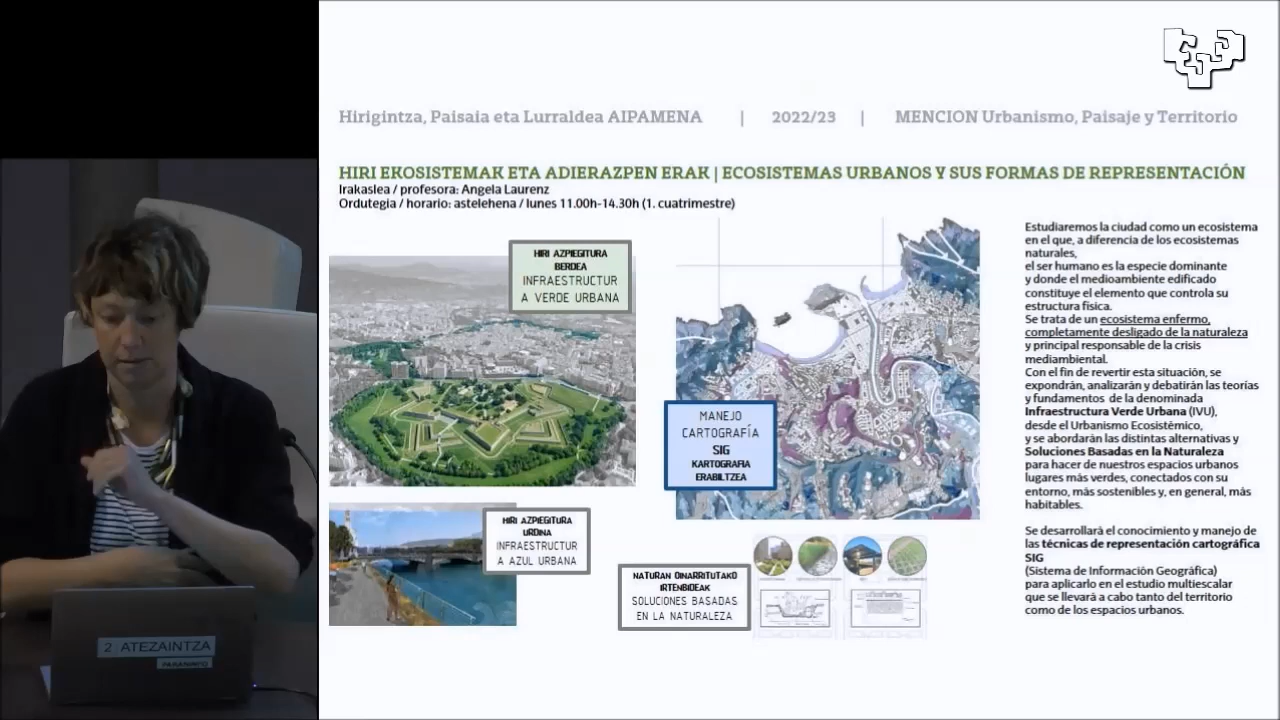 Hirigintza, Paisaia eta Lurraldea AIPAMENA | 2022/23 | MENCION Urbanismo, Paisaje y Territorio
HIRI EKOSISTEMAK ETA ADIERAZPEN ERAK | ECOSISTEMAS URBANOS Y SUS FORMAS DE REPRESENTACIÓN
Irakaslea / profesora: Angela Laurenz
Ordutegia / horario: astelehena / lunes 11.00h-14.30h (1. cuatrimestre)
HIRI AZPIEGITURA
BERDEA
INFRAESTRUCTUR
A VERDE URBANA
MANEJO
CARTOGRAFÍA
SIG
KARTOGRAFIA
ERABILTZEA
HIRI AZPIEGITURA
URDINA
INFRAESTRUCTUR
A AZUL URBANA
NATURAN OINARRITUTAKO
IRTENBIDEAK
SOLUCIONES BASADAS
EN LA NATURALEZA
Estudiaremos la ciudad como un ecosistema
en el que, a diferencia de los ecosistemas
naturales,
el ser humano es la especie dominante
y donde el medioambiente edificado
constituye el elemento que controla su
estructura física.
Se trata de un ecosistema enfermo,
completamente desligado de la naturaleza
y principal responsable de la crisis
mediambiental.
Con el fin de revertir esta situación, se
expondrán, analizarán y debatirán las teorías
y fundamentos de la denominada
Infraestructura Verde Urbana (IVU),
desde el Urbanismo Ecosistémico,
y se abordarán las distintas alternativas y
Soluciones Basadas en la Naturaleza
para hacer de nuestros espacios urbanos
lugares más verdes, conectados con su
entorno, más sostenibles y, en general, más
habitables.
Se desarrollará el conocimiento y manejo de
las técnicas de representación cartográfica
SIG
(Sistema de Información Geográfica)
para aplicarlo en el estudio multiescalar
que se llevará a cabo tanto del territorio
como de los espacios urbanos.
2 ATEZAINTZA
PARANINFO